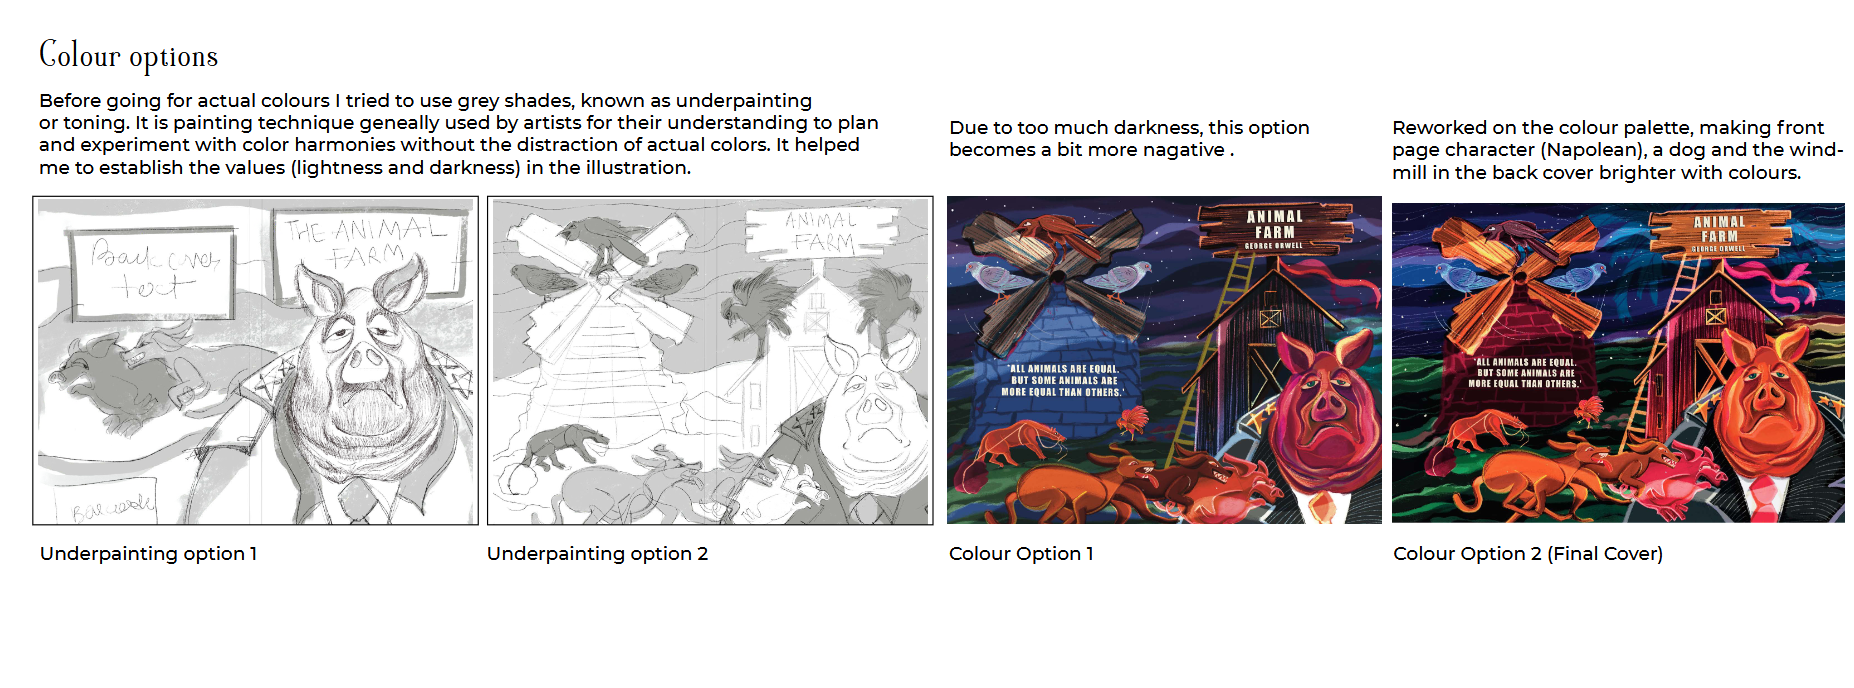 Colour options
Before going for actual colours I tried to use grey shades, known as underpainting
or toning. It is painting technique geneally used by artists for their understanding to plan
and experiment with color harmonies without the distraction of actual colors. It helped
me to establish the values (lightness and darkness) in the illustration.
Due to too much darkness, this option
becomes a bit more nagative .
Reworked on the colour palette, making front
page character (Napolean), a dog and the wind-
mill in the back cover brighter with colours.
Back cover
text
THE ANIMAL
FARM
Barcode
Underpainting option 1
ANIMAL
FARM
Underpainting option 2
ANIMAL
FARM
GEORGE ORWELL
"ALL ANIMALS ARE EQUAL.
BUT SOME ANIMALS ARE
MORE EQUAL THAN OTHERS.'
Colour Option 1
ANIMAL
FARM
GEORGE ORWELL
"ALL ANIMALS ARE EQUAL.
BUT SOME ANIMALS ARE
MORE EQUAL THAN OTHERS.'
Colour Option 2 (Final Cover)